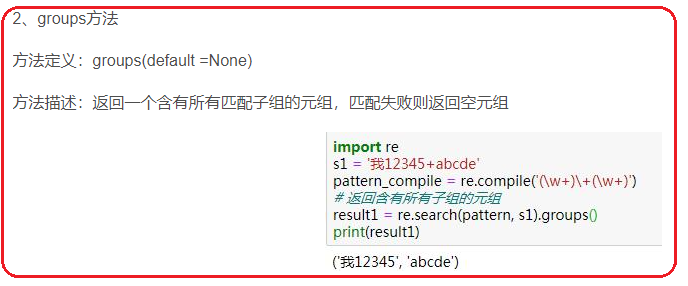 2、groups方法
方法定义：groups(default =None)
方法描述：返回一个含有所有匹配子组的元组，匹配失败则返回空元组
import re
s1 = '我12345+abcde'
pattern_compile = re.compile('(\w+)\+(\w+)')
# 返回含有所有子组的元组
result1 = re.search(pattern, s1).groups()
print(result1)
('我12345', 'abcde')